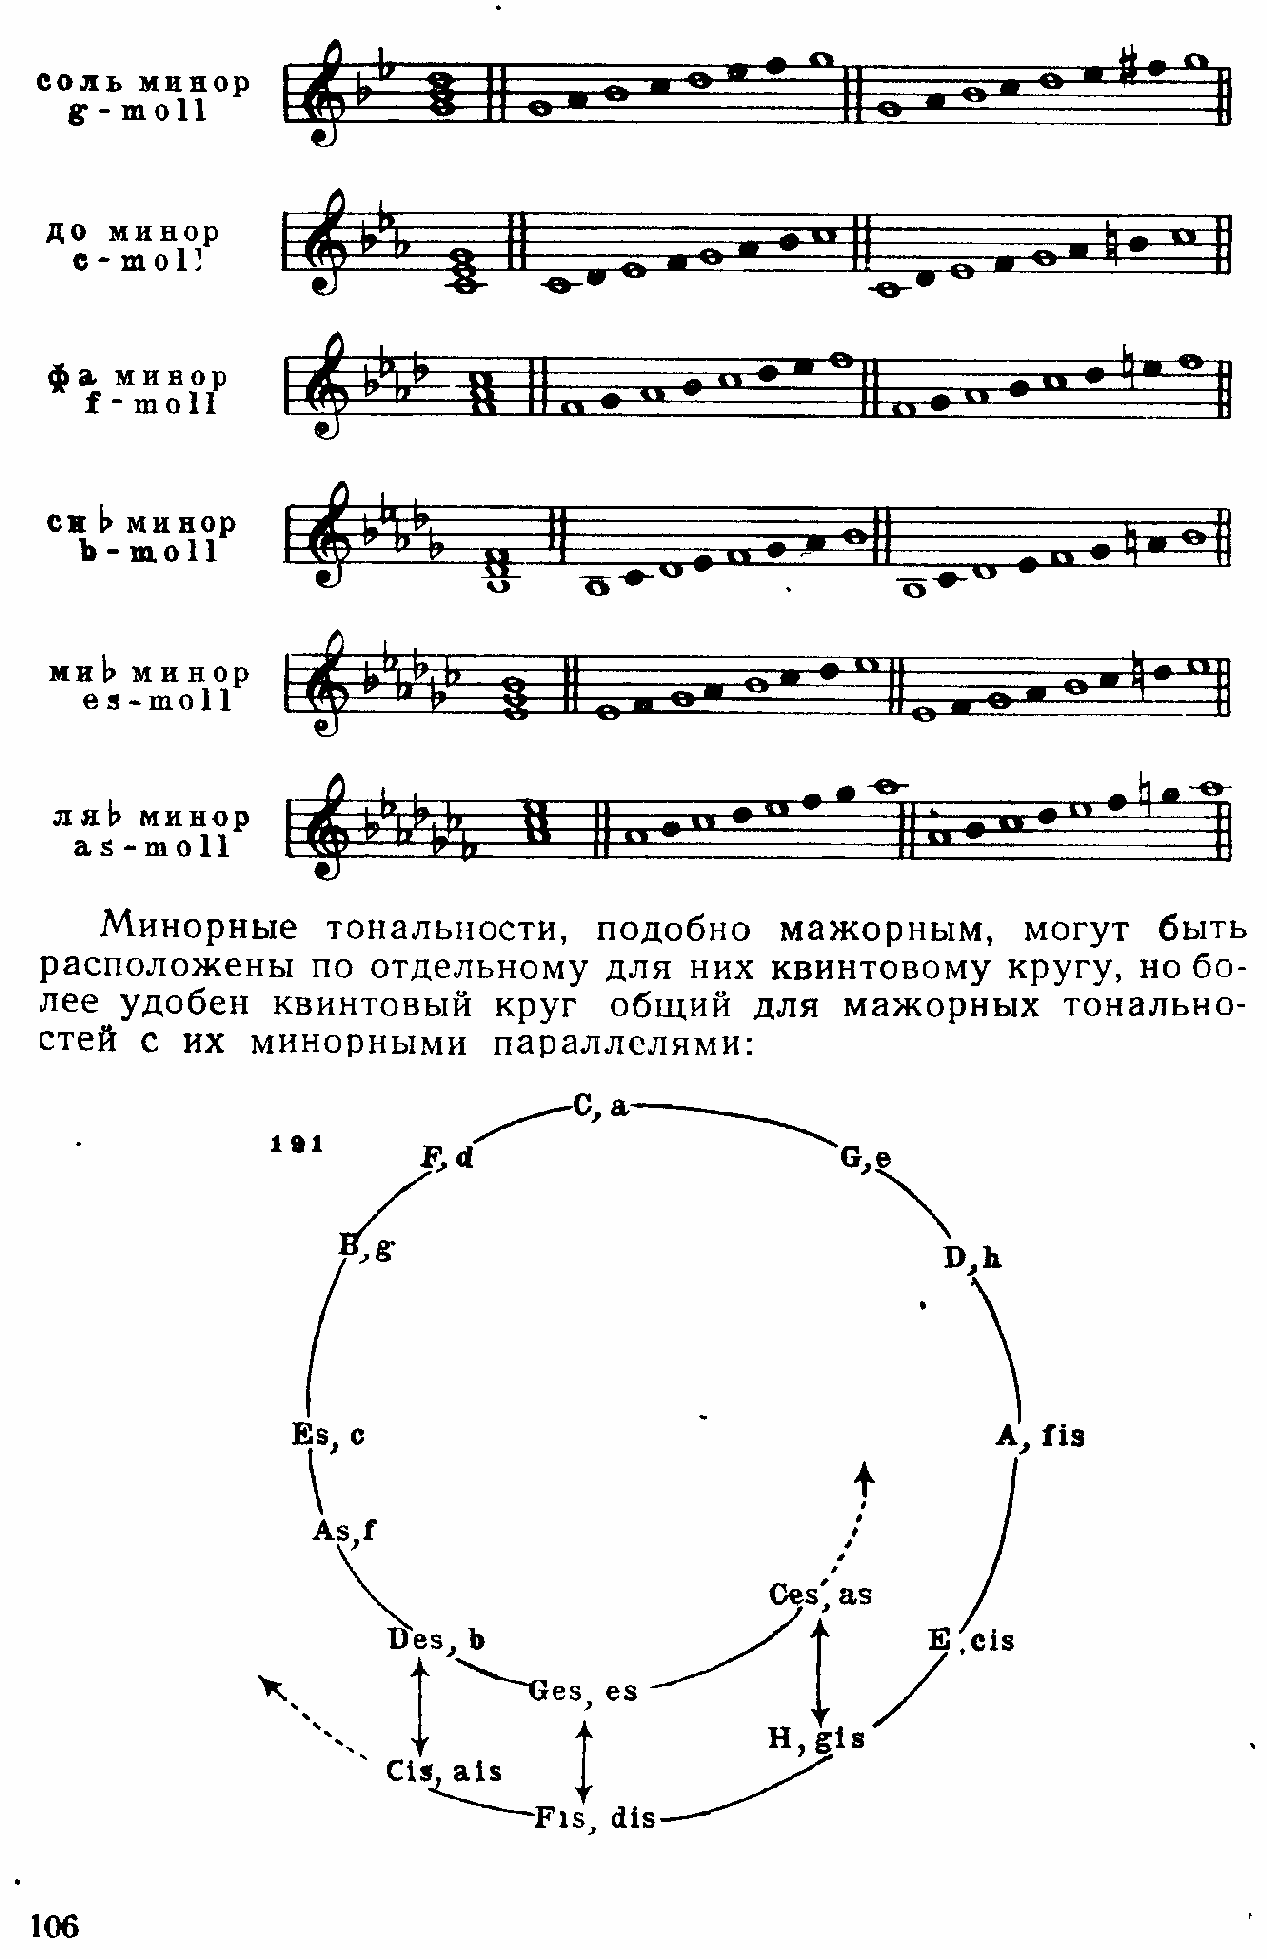 соль минор
g-moll
до минор
c-moll
фа минор
f-moll
си♭ минор
b-moll
ми♭ минор
es-moll
ля♭ минор
as-moll
Минорные тональности, подобно мажорным, могут быть
расположены по отдельному для них квинтовому кругу, но бо-
лее удобен квинтовый круг общий для мажорных тонально-
стей с их минорными параллелями:
C, a
191
F, d
G, e
B, g
D, h
Es, c
A, fis
As, f
Ces, as
Des, b
E, cis
Ges, es
H, gis
Cis, ais
Fis, dis
106